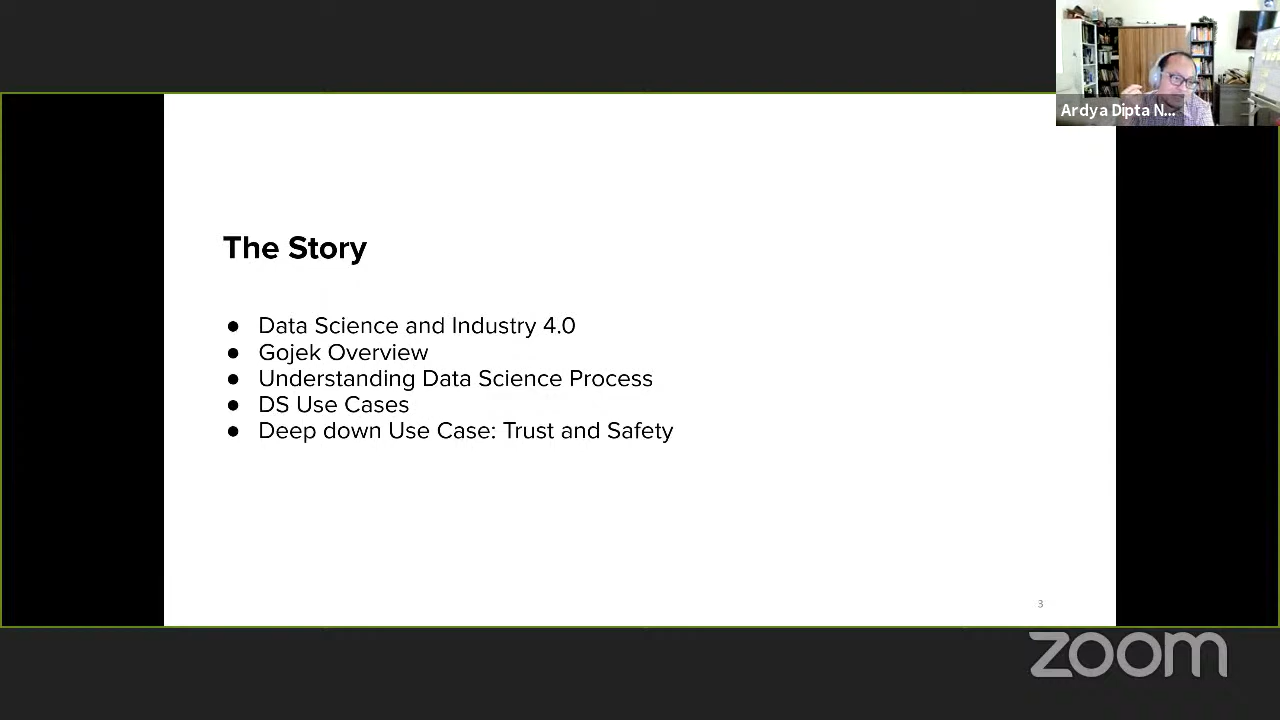 Ardya Dipta N...
The Story
● Data Science and Industry 4.0
● Gojek Overview
● Understanding Data Science Process
● DS Use Cases
● Deep down Use Case: Trust and Safety
3
zoom